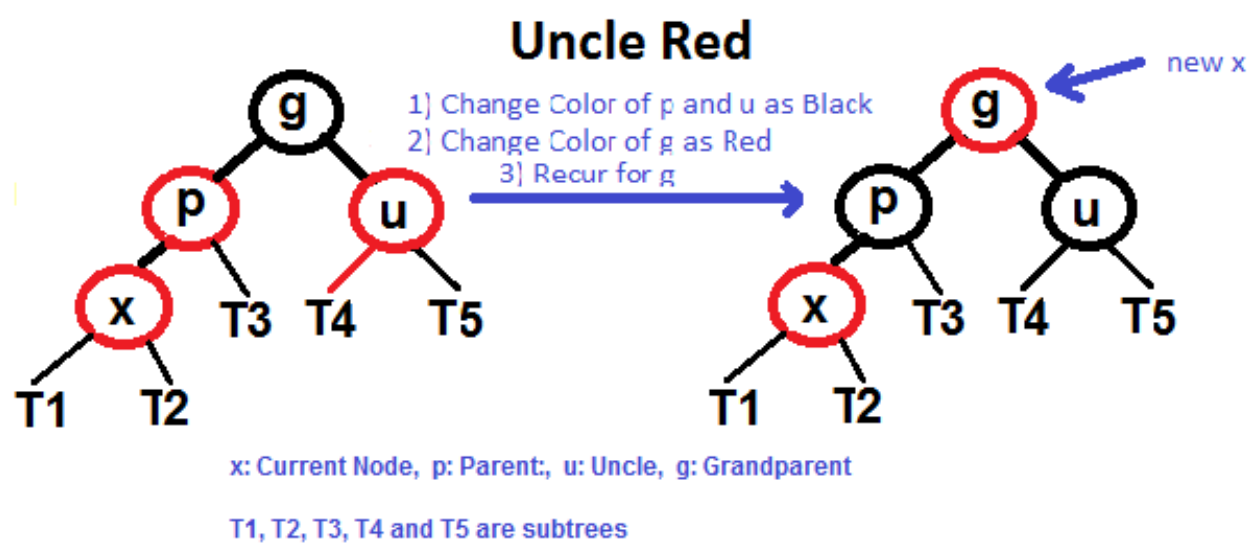 Uncle Red
new x
1) Change Color of p and u as Black
2) Change Color of g as Red
3) Recur for g
g
p
u
x
T3
T4
T5
T1
T2
g
p
u
x
T3
T4
T5
T1
T2
x: Current Node, p: Parent:, u: Uncle, g: Grandparent
T1, T2, T3, T4 and T5 are subtrees